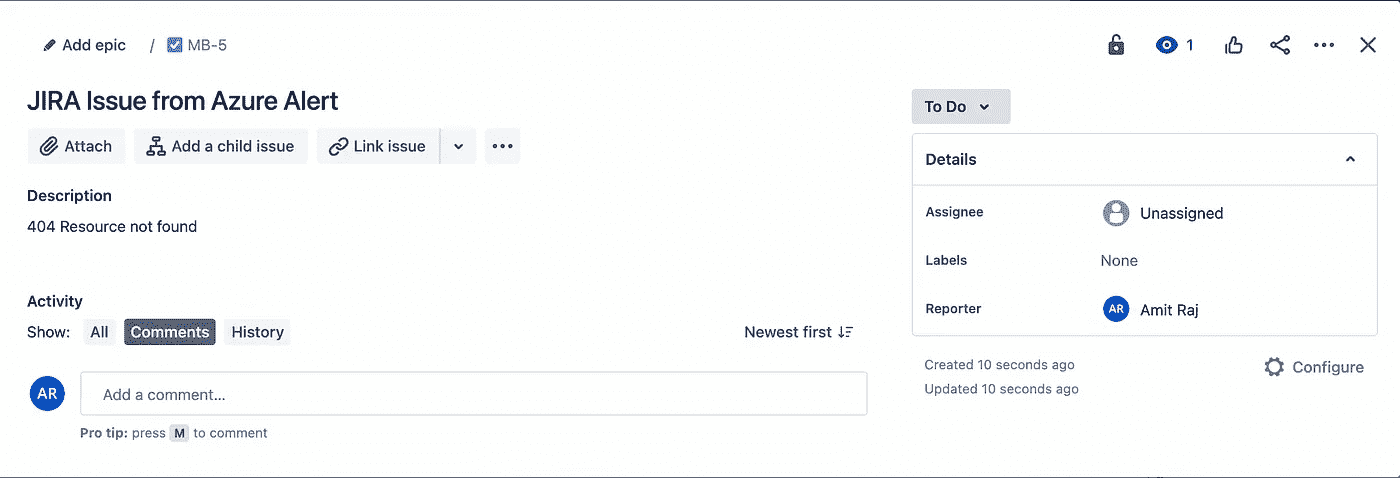 Add epic / MB-5
1
JIRA Issue from Azure Alert
Attach Add a child issue Link issue
Description
404 Resource not found
Activity
Show: All Comments History Newest first
AR Add a comment...
Pro tip: press M to comment
To Do
Details
Assignee Unassigned
Labels None
Reporter AR Amit Raj
Created 10 seconds ago
Updated 10 seconds ago
Configure